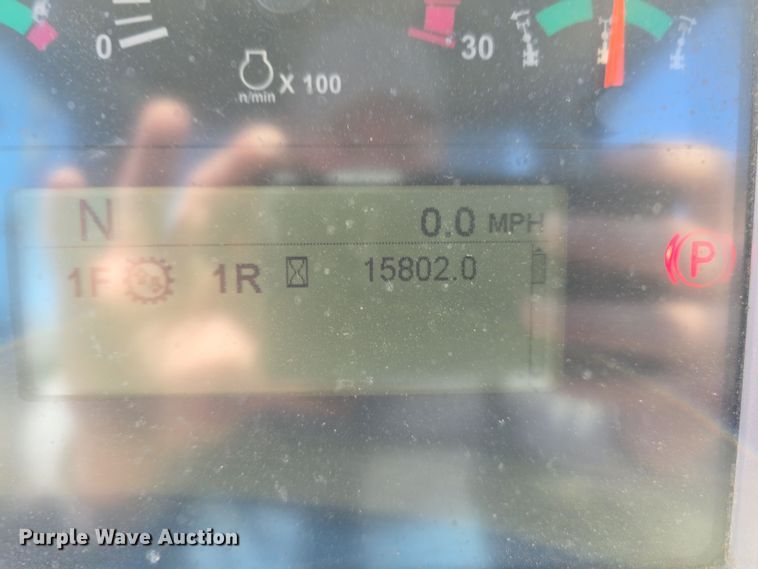 0
30
X 100
n/min
N
0.0 MPH
1F
1R
15802.0
P
Purple Wave Auction®